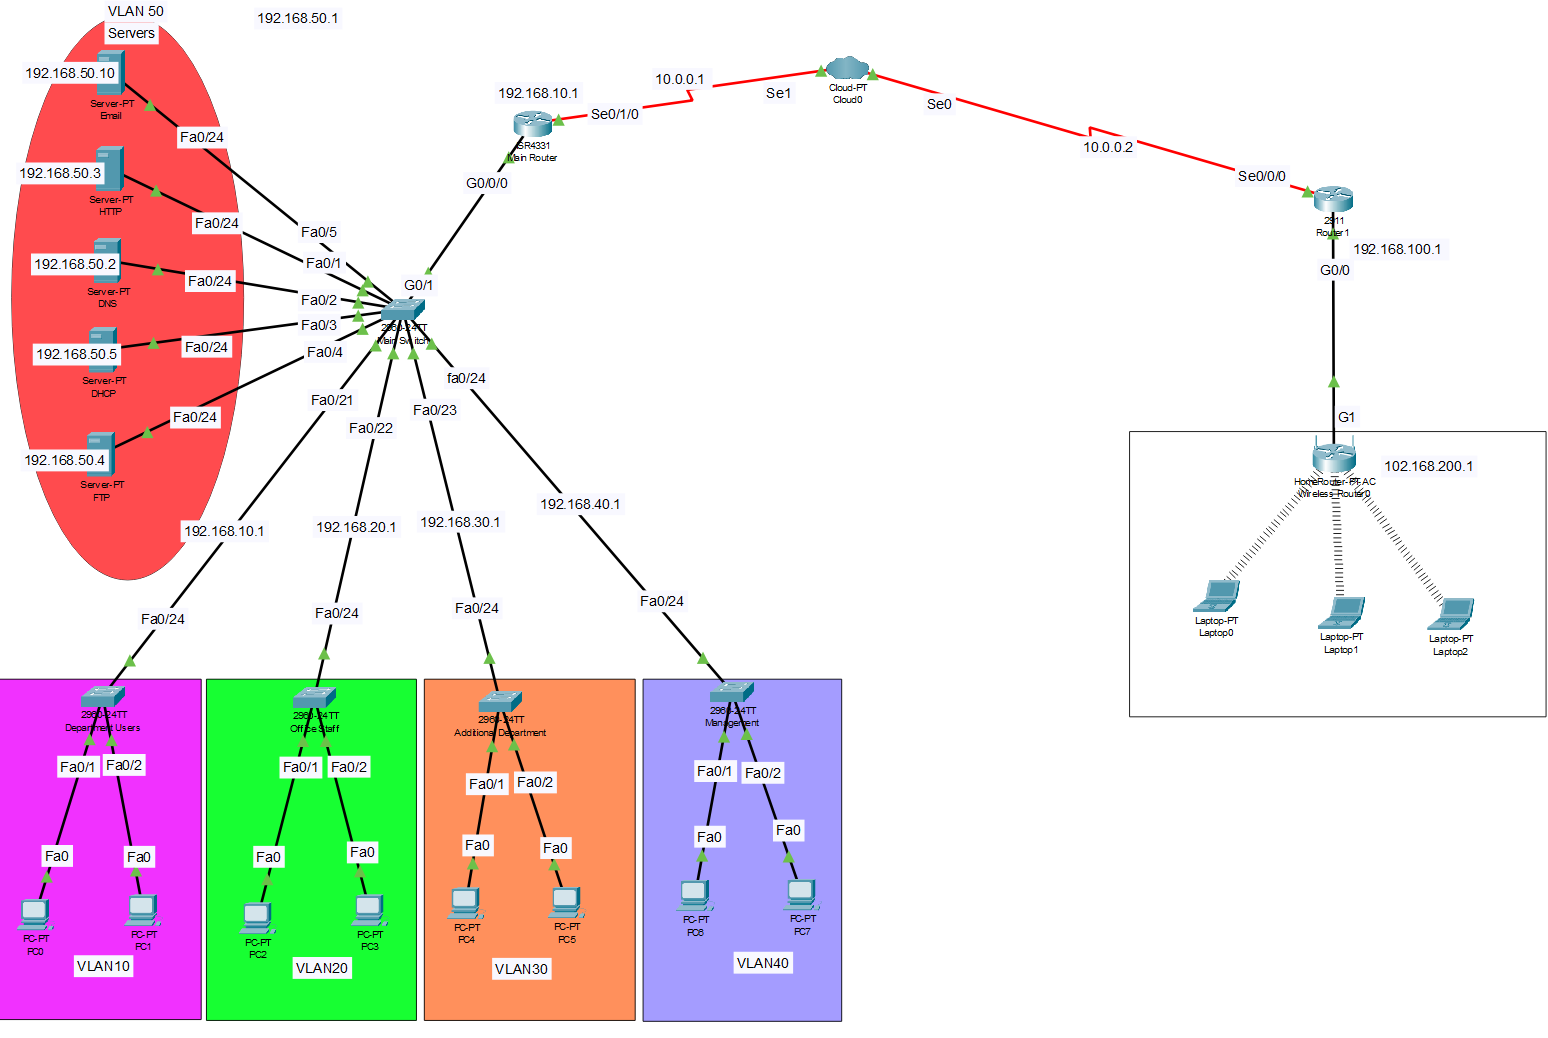 VLAN 50
Servers
192.168.50.1
192.168.50.10
Server-PT
Email
Fa0/24
192.168.50.3
Server-PT
HTTP
Fa0/24
192.168.50.2
Server-PT
DNS
Fa0/24
192.168.50.5
Server-PT
DHCP
Fa0/24
192.168.50.4
Server-PT
FTP
Fa0/24
Fa0/5
Fa0/1
Fa0/2
Fa0/3
Fa0/4
G0/1
2960-24TT
Main Switch
192.168.10.1
ISR4331
Main Router
G0/0/0
Se0/1/0
10.0.0.1
Se1
Cloud-PT
Cloud0
Se0
10.0.0.2
Se0/0/0
2911
Router1
192.168.100.1
G0/0
G1
HomeRouter-PT-AC
Wireless Router0
102.168.200.1
Laptop-PT
Laptop0
Laptop-PT
Laptop1
Laptop-PT
Laptop2
Fa0/21
Fa0/22
Fa0/23
fa0/24
192.168.10.1
192.168.20.1
192.168.30.1
192.168.40.1
Fa0/24
Fa0/24
Fa0/24
Fa0/24
2960-24TT
Department Users
Fa0/1
Fa0/2
Fa0
Fa0
PC-PT
PC0
PC-PT
PC1
VLAN10
2960-24TT
Office Staff
Fa0/1
Fa0/2
Fa0
Fa0
PC-PT
PC2
PC-PT
PC3
VLAN20
2960-24TT
Additional Department
Fa0/1
Fa0/2
Fa0
Fa0
PC-PT
PC4
PC-PT
PC5
VLAN30
2960-24TT
Management
Fa0/1
Fa0/2
Fa0
Fa0
PC-PT
PC6
PC-PT
PC7
VLAN40